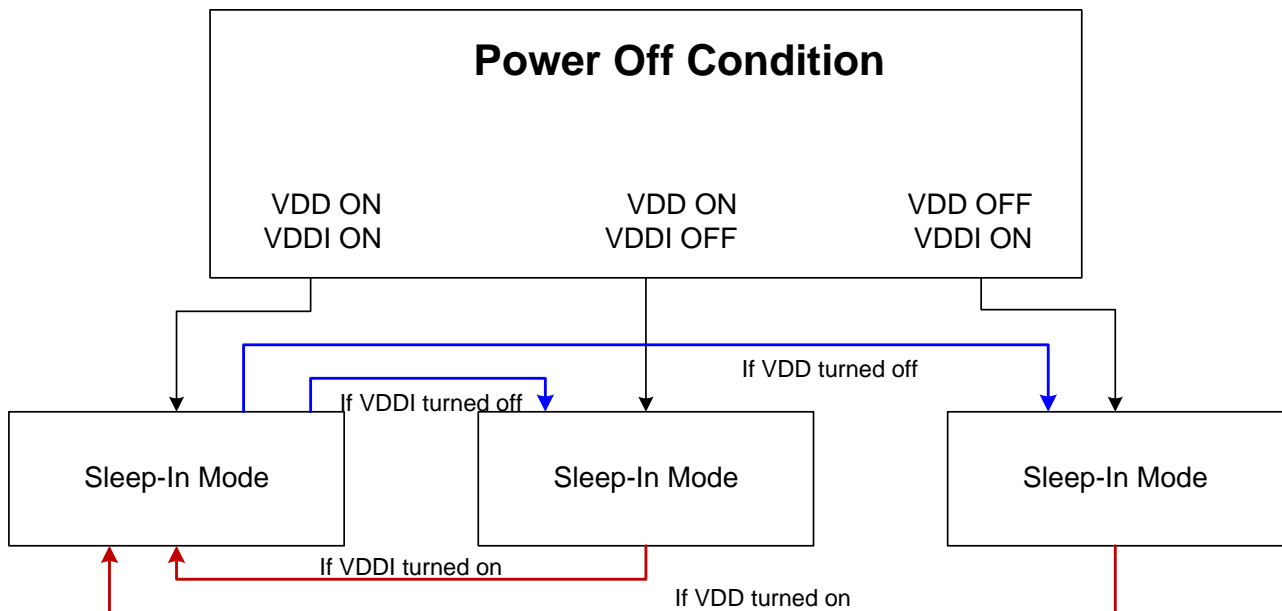 Power Off Condition
VDD ON
VDDI ON
VDD ON
VDDI OFF
VDD OFF
VDDI ON
If VDD turned off
If VDDI turned off
Sleep-In Mode
Sleep-In Mode
Sleep-In Mode
If VDDI turned on
If VDD turned on